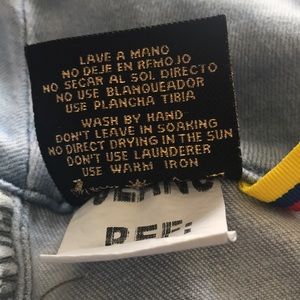 LAVE A MANO
NO DEJE EN REMOJO
NO SECAR AL SOL DIRECTO
NO USE BLANQUEADOR
USE PLANCHA TIBIA
WASH BY HAND
DON'T LEAVE IN SOAKING
NO DIRECT DRYING IN THE SUN
DON'T USE LAUNDERER
USE WARM IRON
JEANS
REF: